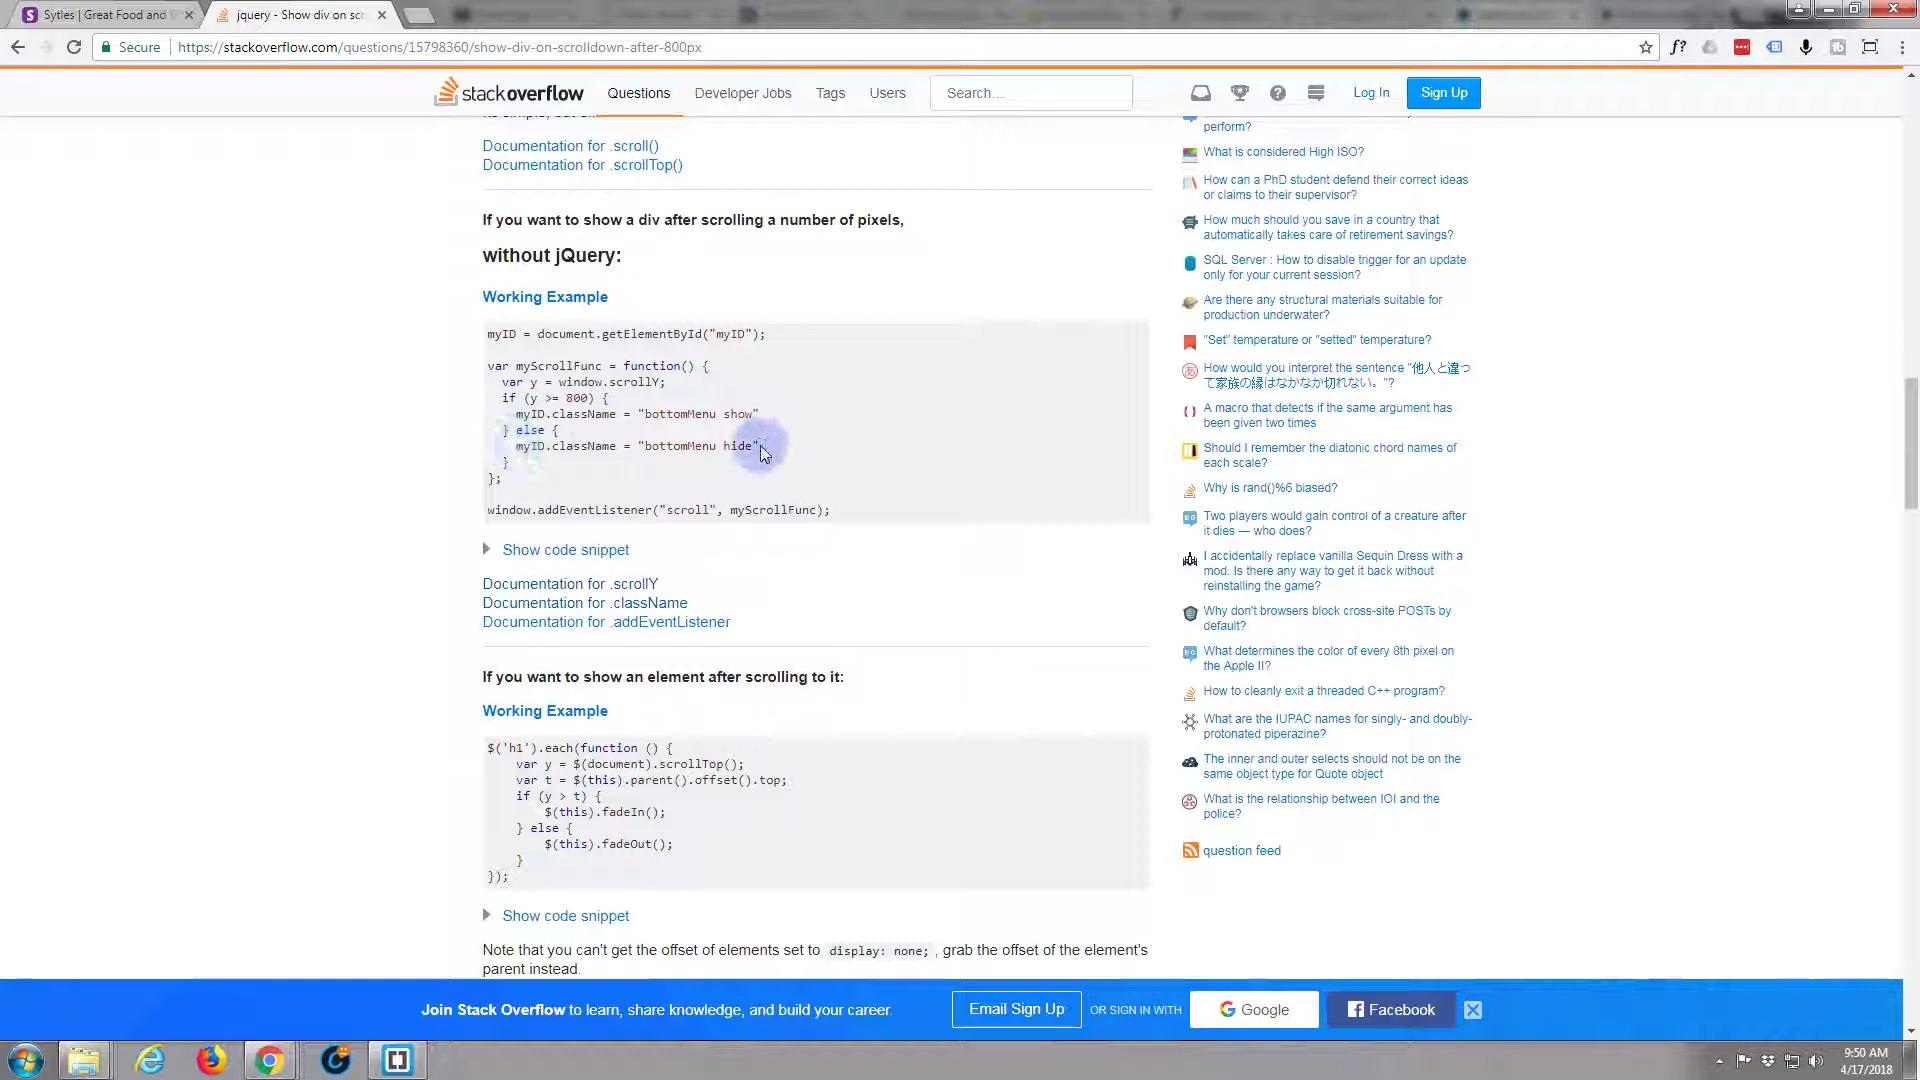 Sytles | Great Food and
jquery - Show div on scr
Secure
https://stackoverflow.com/questions/15798360/show-div-on-scrolldown-after-800px
f?
stackoverflow
Questions
Developer Jobs
Tags
Users
Search...
Log In
Sign Up
Documentation for .scroll()
Documentation for .scrollTop()
If you want to show a div after scrolling a number of pixels,
without jQuery:
Working Example
myID = document.getElementById("myID");
var myScrollFunc = function() {
var y = window.scrollY;
if (y >= 800) {
myID.className = "bottomMenu show"
} else {
myID.className = "bottomMenu hide"
}
};
window.addEventListener("scroll", myScrollFunc);
Show code snippet
Documentation for .scrollY
Documentation for .className
Documentation for .addEventListener
If you want to show an element after scrolling to it:
Working Example
$('h1').each(function () {
var y = $(document).scrollTop();
var t = $(this).parent().offset().top;
if (y > t) {
$(this).fadeIn();
} else {
$(this).fadeOut();
}
});
Show code snippet
Note that you can't get the offset of elements set to display: none; , grab the offset of the element's
parent instead.
perform?
What is considered High ISO?
How can a PhD student defend their correct ideas
or claims to their supervisor?
How much should you save in a country that
automatically takes care of retirement savings?
SQL Server : How to disable trigger for an update
only for your current session?
Are there any structural materials suitable for
production underwater?
"Set" temperature or "setted" temperature?
How would you interpret the sentence "他人と違っ
て家族の縁はなかなか切れない。"?
A macro that detects if the same argument has
been given two times
Should I remember the diatonic chord names of
each scale?
Why is rand()%6 biased?
Two players would gain control of a creature after
it dies — who does?
I accidentally replace vanilla Sequin Dress with a
mod. Is there any way to get it back without
reinstalling the game?
Why don't browsers block cross-site POSTs by
default?
What determines the color of every 8th pixel on
the Apple II?
How to cleanly exit a threaded C++ program?
What are the IUPAC names for singly- and doubly-
protonated piperazine?
The inner and outer selects should not be on the
same object type for Quote object
What is the relationship between IOI and the
police?
question feed
Join Stack Overflow to learn, share knowledge, and build your career.
Email Sign Up
OR SIGN IN WITH
Google
Facebook
9:50 AM
4/17/2018